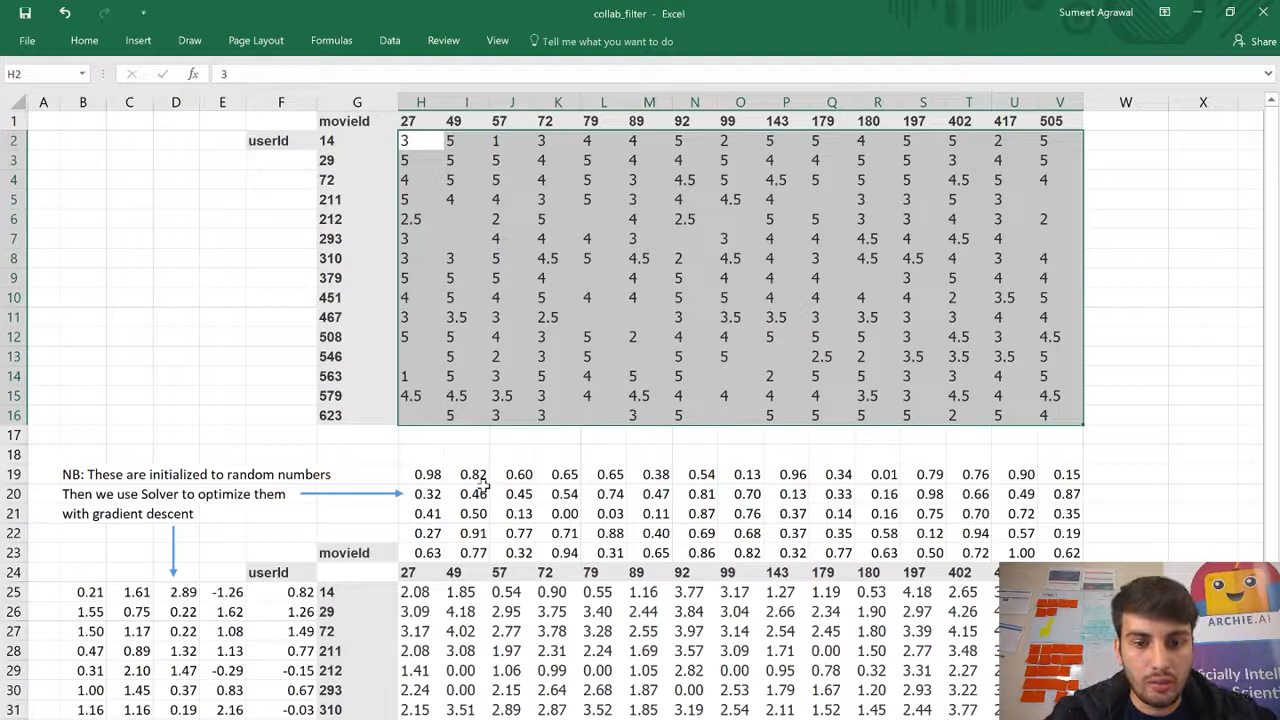 collab_filter - Excel
Sumeet Agrawal
File Home Insert Draw Page Layout Formulas Data Review View Tell me what you want to do Share
H2 fx 3
A B C D E F G H I J K L M N O P Q R S T U V W X
1 movieId 27 49 57 72 79 89 92 99 143 179 180 197 402 417 505
2 userId 14 3 5 1 3 4 4 5 2 5 5 4 5 5 2 5
3 29 5 5 5 4 5 4 4 5 4 4 5 5 3 4 5
4 72 4 5 5 4 5 3 4.5 5 4.5 5 5 5 4.5 5 4
5 211 5 4 4 3 5 3 4 4.5 4 3 3 5 3
6 212 2.5 2 5 4 2.5 5 5 3 3 4 3 2
7 293 3 4 4 4 3 3 4 4 4.5 4 4.5 4
8 310 3 3 5 4.5 5 4.5 2 4.5 4 3 4.5 4.5 4 3 4
9 379 5 5 5 4 4 4 5 4 4 4 3 5 4 4
10 451 4 5 4 5 4 4 5 5 4 4 4 4 2 3.5 5
11 467 3 3.5 3 2.5 3 3.5 3.5 3 3.5 3 3 4 4
12 508 5 5 4 3 5 2 4 4 5 5 5 3 4.5 3 4.5
13 546 5 2 3 5 5 5 2.5 2 3.5 3.5 3.5 5
14 563 1 5 3 5 4 5 5 2 5 5 3 3 4 5
15 579 4.5 4.5 3.5 3 4 4.5 4 4 4 4 3.5 3 4.5 4 4.5
16 623 5 3 3 3 5 5 5 5 5 2 5 4
17
18
19 NB: These are initialized to random numbers 0.98 0.82 0.60 0.65 0.65 0.38 0.54 0.13 0.96 0.34 0.01 0.79 0.76 0.90 0.15
20 Then we use Solver to optimize them 0.32 0.46 0.45 0.54 0.74 0.47 0.81 0.70 0.13 0.33 0.16 0.98 0.66 0.49 0.87
21 with gradient descent 0.41 0.50 0.13 0.00 0.03 0.11 0.87 0.76 0.37 0.14 0.16 0.75 0.70 0.72 0.35
22 0.27 0.91 0.77 0.71 0.88 0.40 0.69 0.68 0.37 0.35 0.58 0.12 0.94 0.57 0.19
23 movieId 0.63 0.77 0.32 0.94 0.31 0.65 0.86 0.82 0.32 0.77 0.63 0.50 0.72 1.00 0.62
24 userId 27 49 57 72 79 89 92 99 143 179 180 197 402
25 0.21 1.61 2.89 -1.26 0.82 14 2.08 1.85 0.54 0.90 0.55 1.16 3.77 3.17 1.27 1.19 0.53 4.18 2.65
26 1.55 0.75 0.22 1.62 1.26 29 3.09 4.18 2.95 3.75 3.40 2.44 3.84 3.04 2.66 2.34 1.90 2.97 4.26
27 1.50 1.17 0.22 1.08 1.49 72 3.17 4.02 2.77 3.78 3.28 2.55 3.97 3.14 2.54 2.45 1.80 3.39 4.15
28 0.47 0.89 1.32 1.13 0.77 211 2.08 3.08 1.97 2.31 2.24 1.69 3.57 3.09 1.71 0.00 1.50 2.77 3.48
29 0.31 2.10 1.47 -0.29 -0.15 212 1.41 0.00 1.06 0.99 0.00 1.05 2.82 0.00 0.95 0.78 0.32 3.31 2.27
30 1.00 1.45 0.37 0.83 0.67 293 2.24 0.00 2.15 2.64 2.68 1.87 0.00 2.53 1.79 1.67 1.20 2.93 3.22
31 1.16 1.16 0.19 2.16 -0.03 310 2.15 3.51 2.89 2.87 3.52 1.85 3.19 2.54 2.11 1.52 1.45 2.44 3.77
ARCHIE.AI